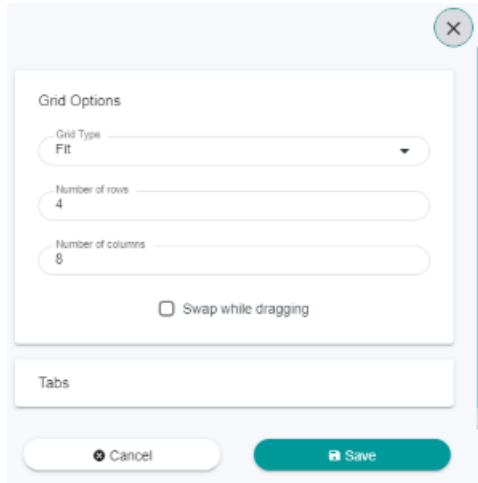 Grid Options
Grid Type
Fit
Number of rows
4
Number of columns
8
Swap while dragging
Tabs
Cancel
Save